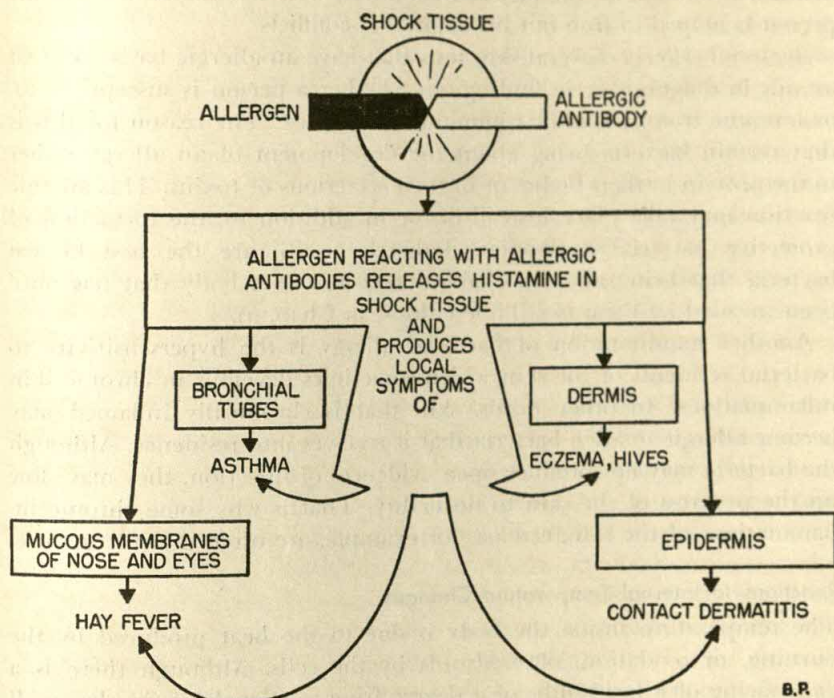 SHOCK TISSUE
ALLERGEN
ALLERGIC
ANTIBODY
ALLERGEN REACTING WITH ALLERGIC
ANTIBODIES RELEASES HISTAMINE IN
SHOCK TISSUE
AND
PRODUCES
LOCAL
SYMPTOMS
OF
BRONCHIAL
TUBES
ASTHMA
DERMIS
ECZEMA, HIVES
MUCOUS MEMBRANES
OF NOSE AND EYES
HAY FEVER
EPIDERMIS
CONTACT DERMATITIS
B.P.